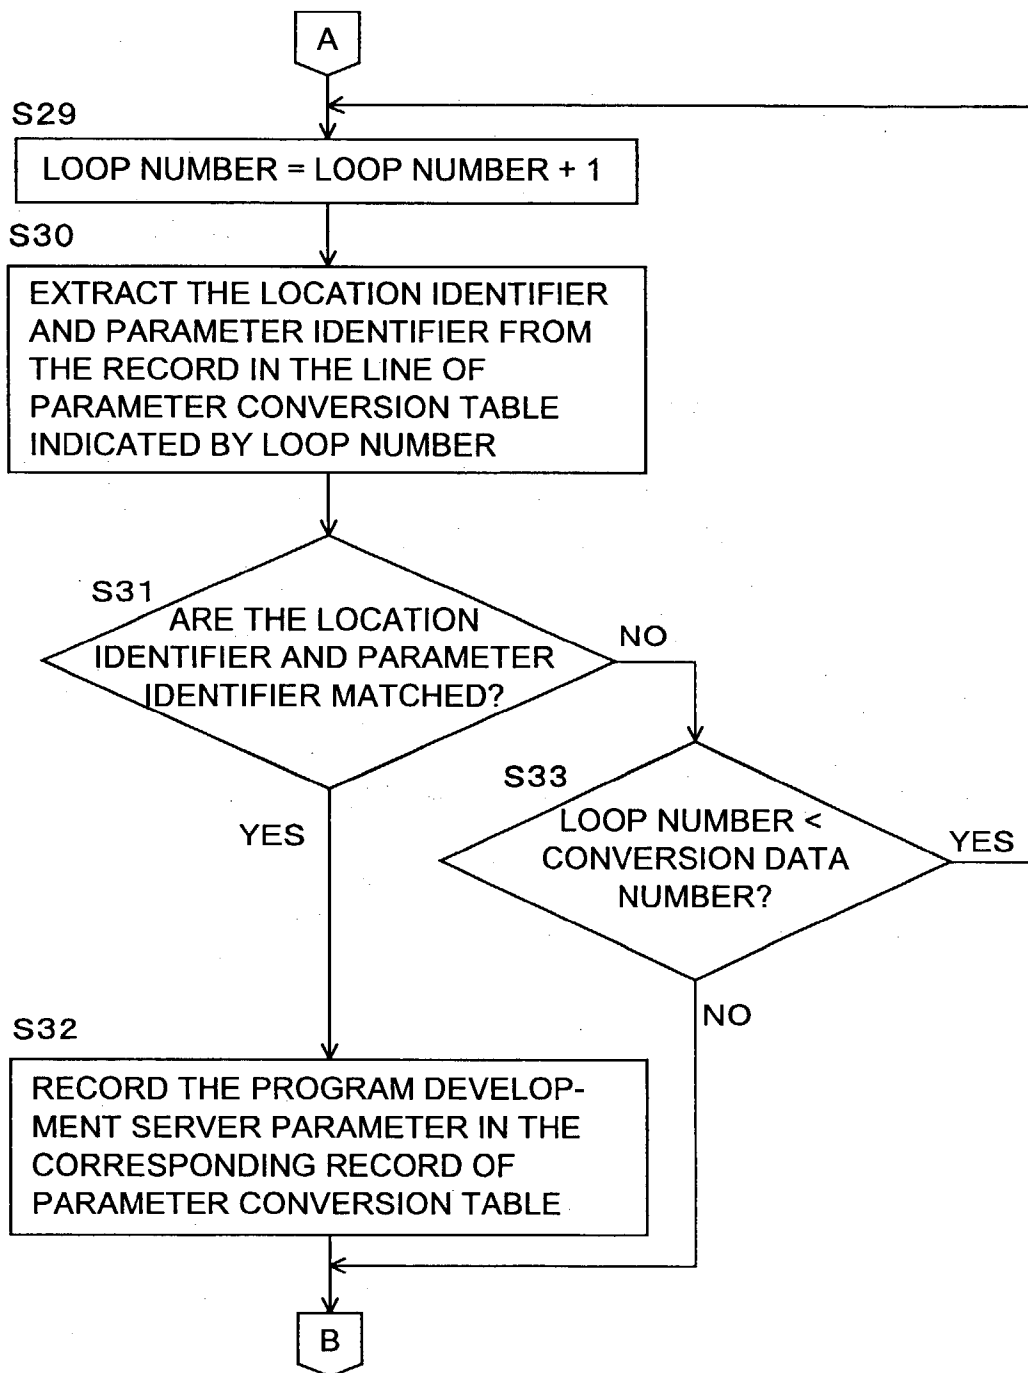 A
S29
LOOP NUMBER = LOOP NUMBER + 1
S30
EXTRACT THE LOCATION IDENTIFIER
AND PARAMETER IDENTIFIER FROM
THE RECORD IN THE LINE OF
PARAMETER CONVERSION TABLE
INDICATED BY LOOP NUMBER
S31
ARE THE LOCATION
IDENTIFIER AND PARAMETER
IDENTIFIER MATCHED?
NO
YES
S33
LOOP NUMBER <
CONVERSION DATA
NUMBER?
YES
NO
S32
RECORD THE PROGRAM DEVELOP-
MENT SERVER PARAMETER IN THE
CORRESPONDING RECORD OF
PARAMETER CONVERSION TABLE
B